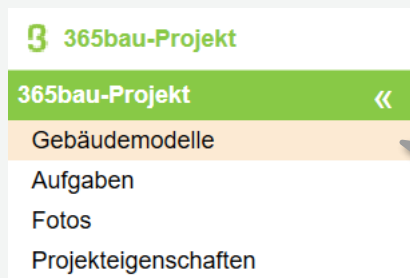 365bau-Projekt
365bau-Projekt «
Gebäudemodelle
Aufgaben
Fotos
Projekteigenschaften